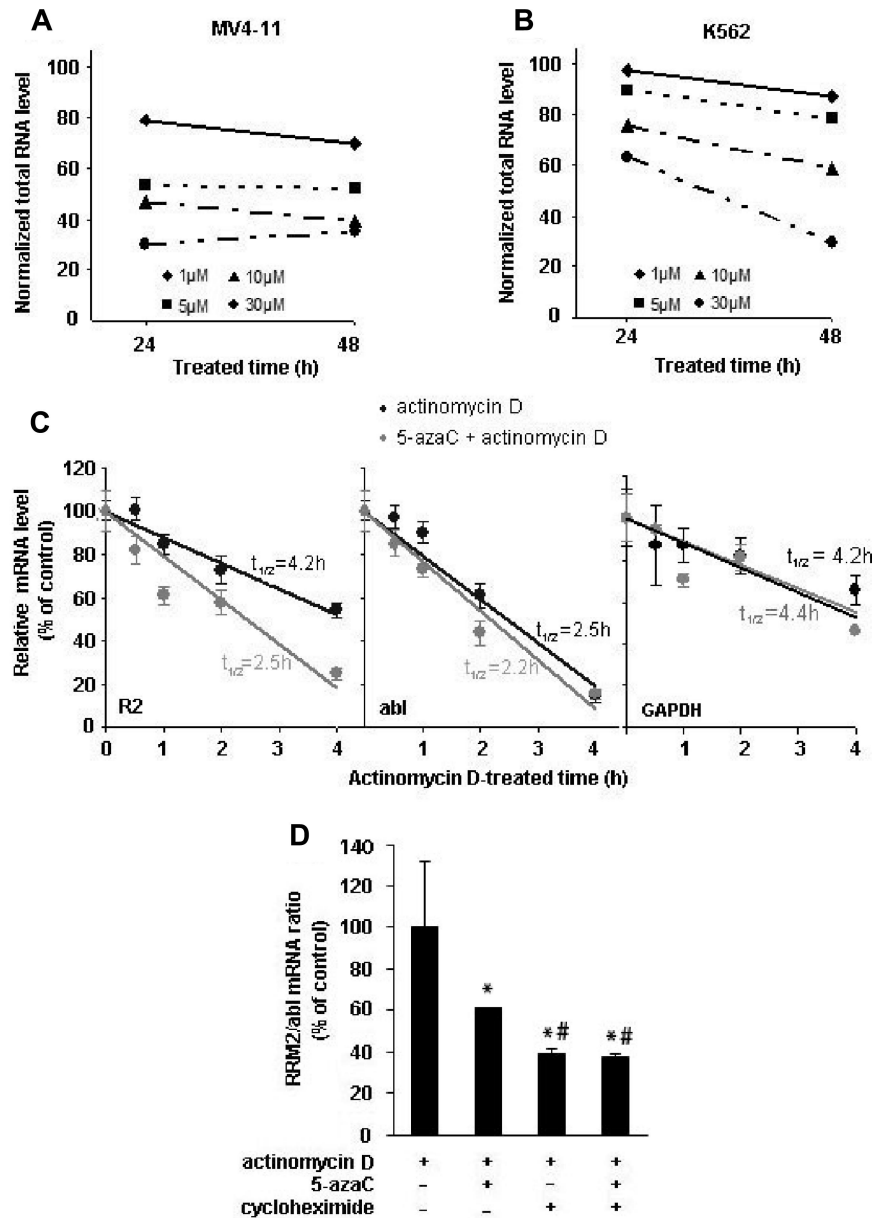 A
MV4-11
Normalized total RNA level
100
80
60
40
20
0
1µM
10µM
5µM
30µM
24
48
Treated time (h)
B
K562
Normalized total RNA level
100
80
60
40
20
0
1µM
10µM
5µM
30µM
24
48
Treated time (h)
actinomycin D
5-azaC + actinomycin D
C
Relative mRNA level
(% of control)
120
100
80
60
40
20
0
t1/2=4.2h
t1/2=2.5h
R2
t1/2=2.5h
t1/2=2.2h
abl
t1/2= 4.2h
t1/2= 4.4h
GAPDH
0 1 2 3 4
1 2 3 4
1 2 3 4
Actinomycin D-treated time (h)
D
RRM2/abl mRNA ratio
(% of control)
140
120
100
80
60
40
20
0
*
*#
*#
actinomycin D + + + +
5-azaC – + – +
cycloheximide – – + +